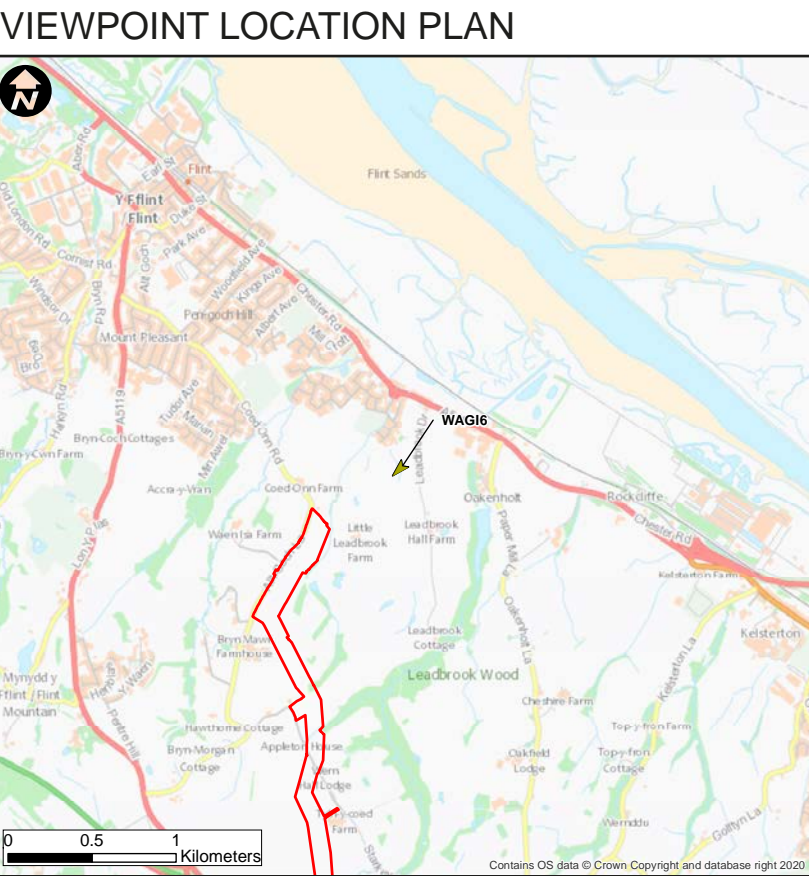 VIEWPOINT LOCATION PLAN
N
Aber Rd
Earl St
Flint
Flint Sands
Y Fflint
Flint
Duke St
Old London Rd
Park Ave
Cornist Rd
Allt Goch
Woodfield Ave
Kings Ave
Windsor Dr
Bryn Rd
Albert Ave
Chester Rd
Pen-goch Hill
Mill Croft
Mount Pleasant
Halkyn Rd
A5119
Tudor Ave
Coed Onn Rd
WAGI6
Leadbrook Dr
Bryn-Coch Cottages
Bryn-y-Cwn Farm
Accra-y-Vran
Coed-Onn Farm
Oakenholt
Rockcliffe
Chester Rd
Waen Isa Farm
Little
Leadbrook
Farm
Leadbrook
Hall Farm
Paper Mill La
Kelsterton Farm
Oakenholt La
Leadbrook
Cottage
Kelsterton
Bryn Mawr
Farmhouse
Kelsterton La
Leadbrook Wood
Mynydd y
Fflint / Flint
Mountain
Pentre Hill
Cheshire Farm
Hawthorne Cottage
Top-y-fron Farm
Bryn-Morgan
Cottage
Appleton House
Oakfield
Lodge
Top-y-fron
Cottage
Wern
Hall Lodge
Farm
Wernddu
Golftyn La
0 0.5 1
Kilometers
Contains OS data © Crown Copyright and database right 2020